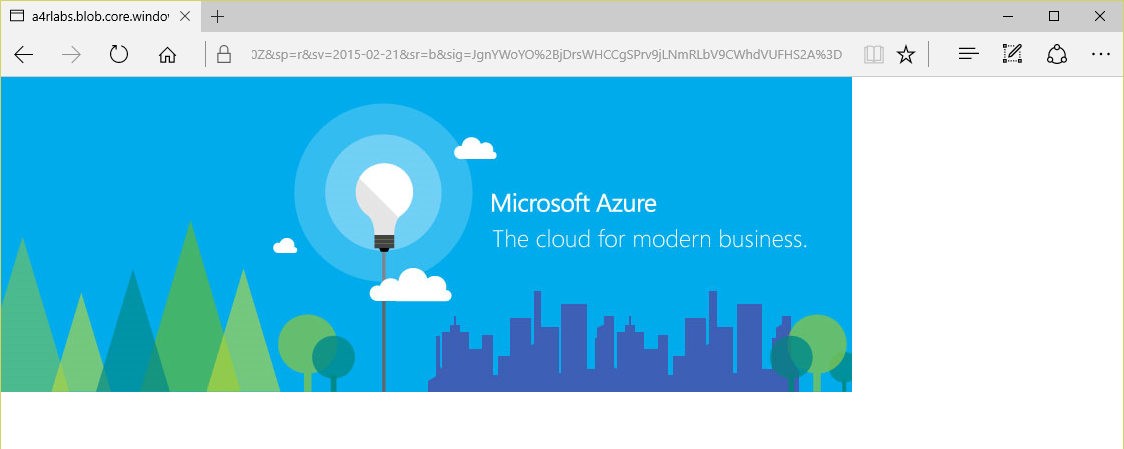 a4rlabs.blob.core.window
0Z&sp=r&sv=2015-02-21&sr=b&sig=JgnYWoYO%2BjDrsWHCCgSPrv9jLNmRLbV9CWhdVUFHS2A%3D
Microsoft Azure
The cloud for modern business.